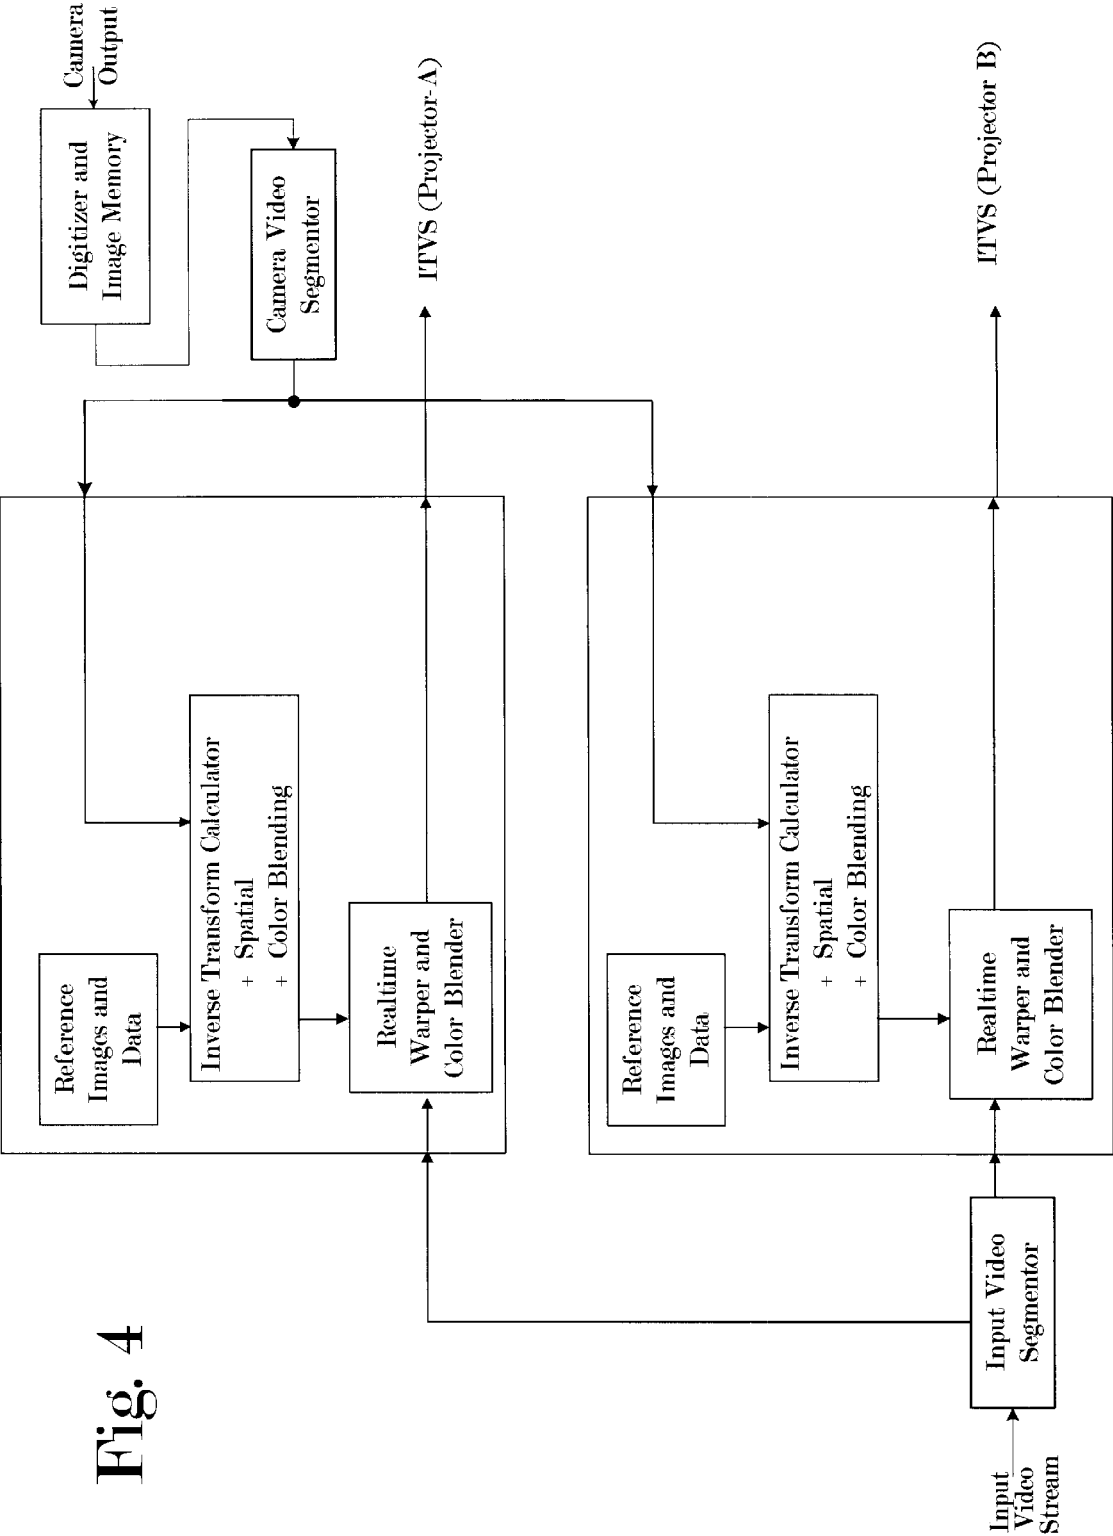 Fig. 4
Camera
Output
Digitizer and
Image Memory
Camera Video
Segmentor
Reference
Images and
Data
Inverse Transform Calculator
+ Spatial
+ Color Blending
Realtime
Warper and
Color Blender
ITVS (Projector-A)
Reference
Images and
Data
Inverse Transform Calculator
+ Spatial
+ Color Blending
Realtime
Warper and
Color Blender
ITVS (Projector B)
Input Video
Segmentor
Input
Video
Stream